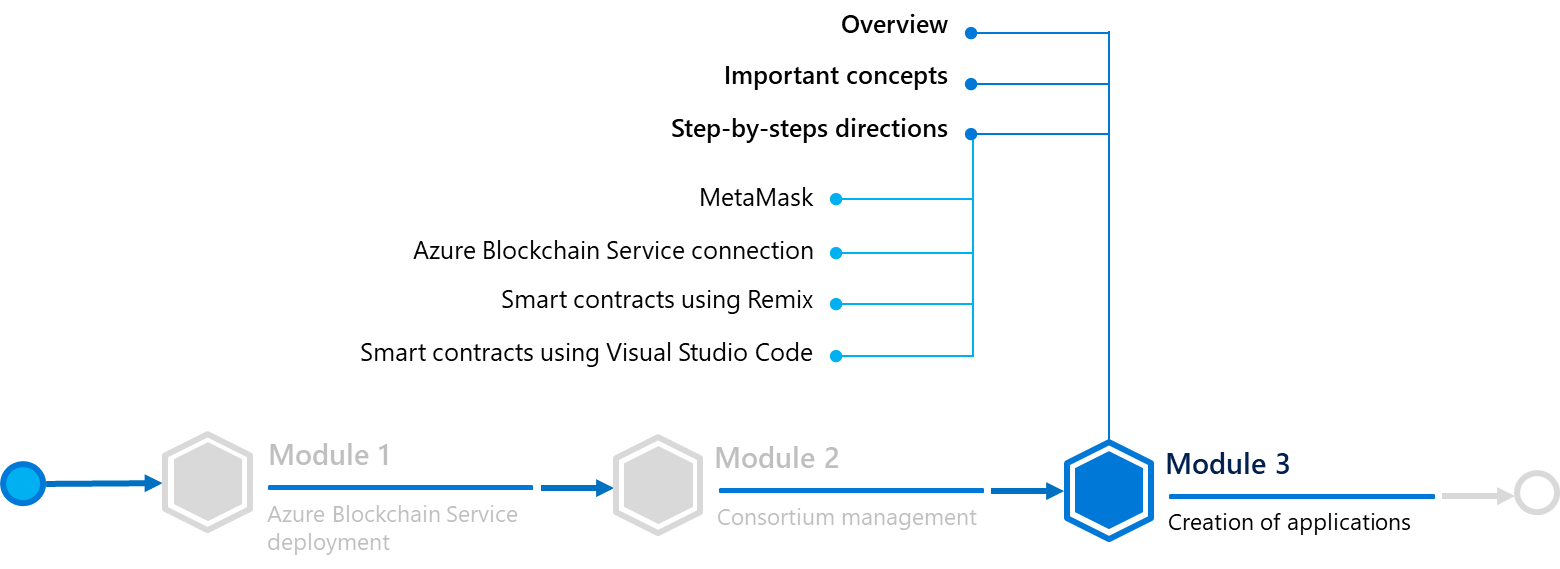 Overview
Important concepts
Step-by-steps directions
MetaMask
Azure Blockchain Service connection
Smart contracts using Remix
Smart contracts using Visual Studio Code
Module 1
Azure Blockchain Service
deployment
Module 2
Consortium management
Module 3
Creation of applications